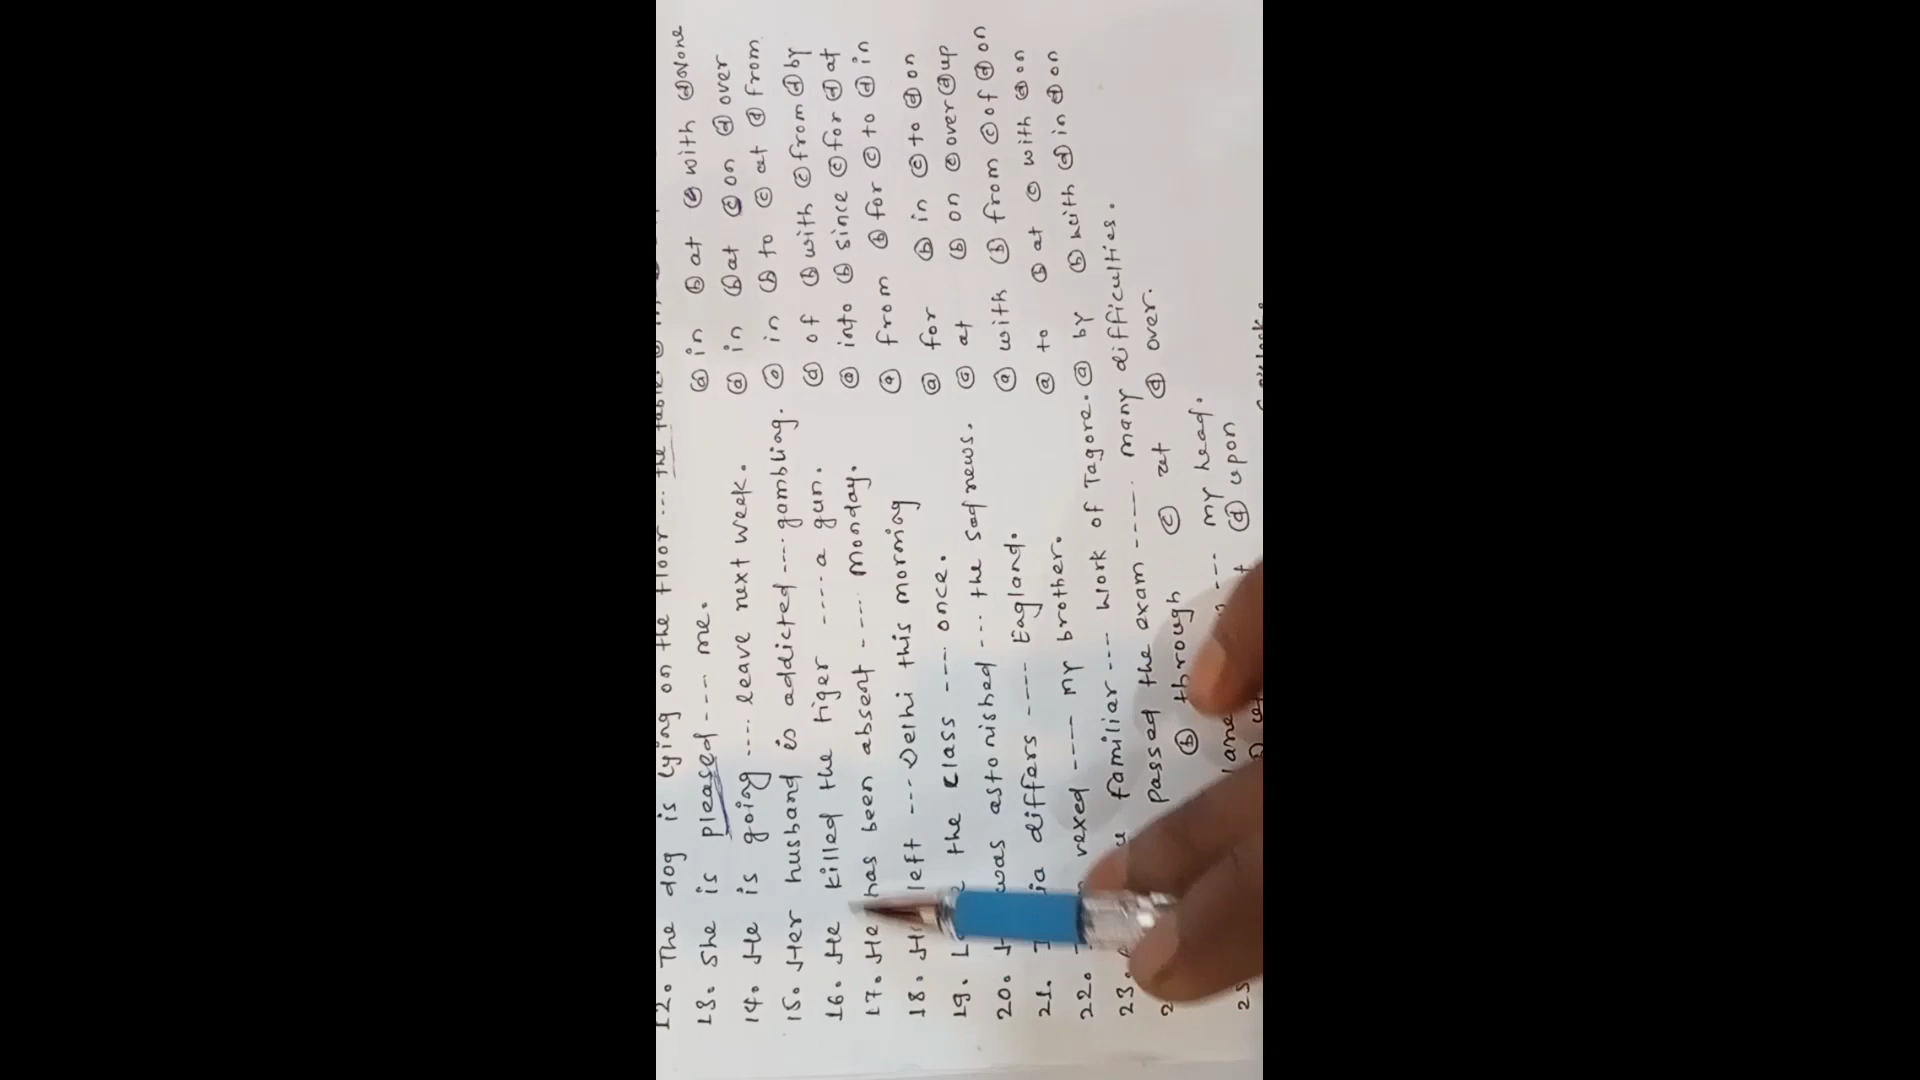 12. The dog is lying on the floor... the table.
13. She is pleased --- me. ⓐ in ⓑ at ⓒ with ⓓ None
14. He is going ---- leave next week. ⓐ in ⓑ at ⓒ on ⓓ over
15. Her husband is addicted ---- gambling. ⓐ in ⓑ to ⓒ at ⓓ from
16. He killed the tiger ---- a gun. ⓐ of ⓑ with ⓒ from ⓓ by
17. He has been absent ---- Monday. ⓐ into ⓑ since ⓒ for ⓓ at
18. left ---- Delhi this morning ⓐ from ⓑ for ⓒ to ⓓ in
19. the class ---- once. ⓐ for ⓑ in ⓒ to ⓓ on
20. was astonished --- the sad news. ⓐ at ⓑ on ⓒ over ⓓ up
21. differs ---- England. ⓐ with ⓑ from ⓒ of ⓓ on
22. vexed ---- my brother. ⓐ to ⓑ at ⓒ with ⓓ on
23. familiar --- work of Tagore. ⓐ by ⓑ with ⓓ in ⓓ on
passed the exam ---- many difficulties.
ⓑ through ⓒ at ⓓ over.
--- my head.
ⓓ upon